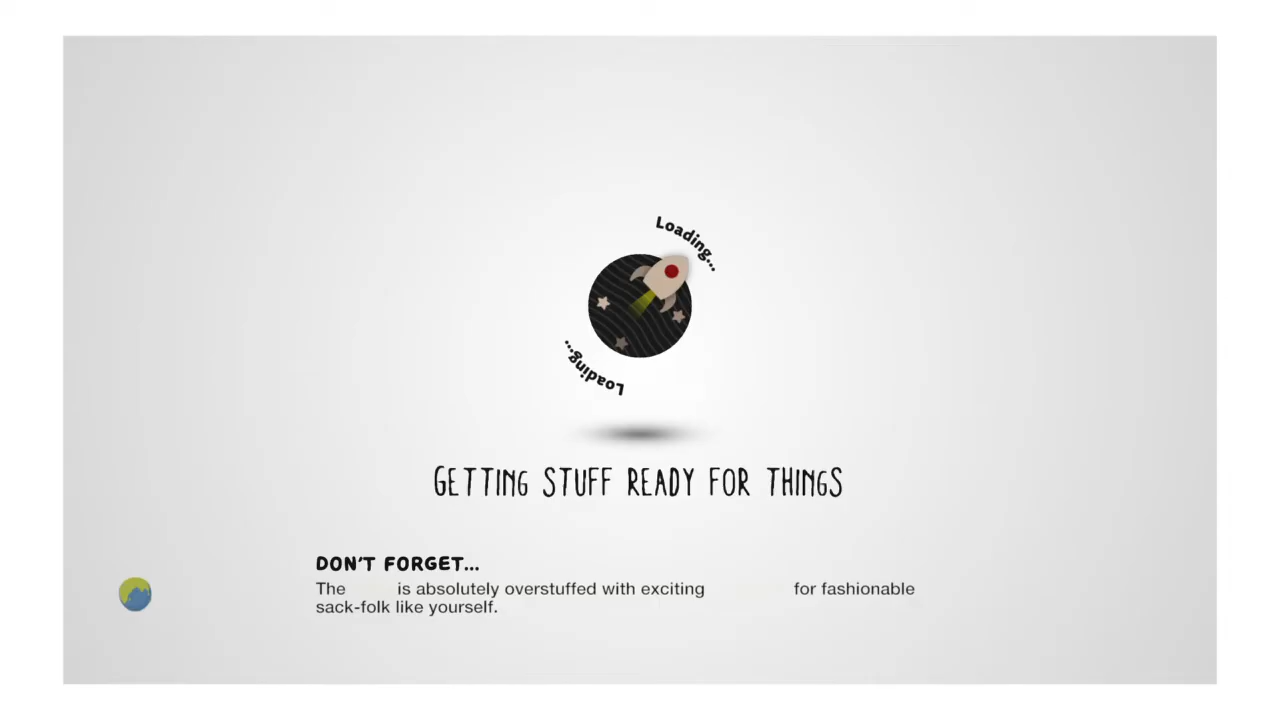 Loading...
Loading...
GETTING STUFF READY FOR THINGS
DON'T FORGET...
The is absolutely overstuffed with exciting for fashionable
sack-folk like yourself.